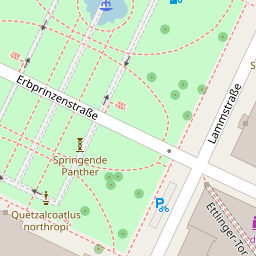 Erbprinzenstraße
Lammstraße
Springende
Panther
Quetzalcoatlus
northropi
Ettlinger-Tor